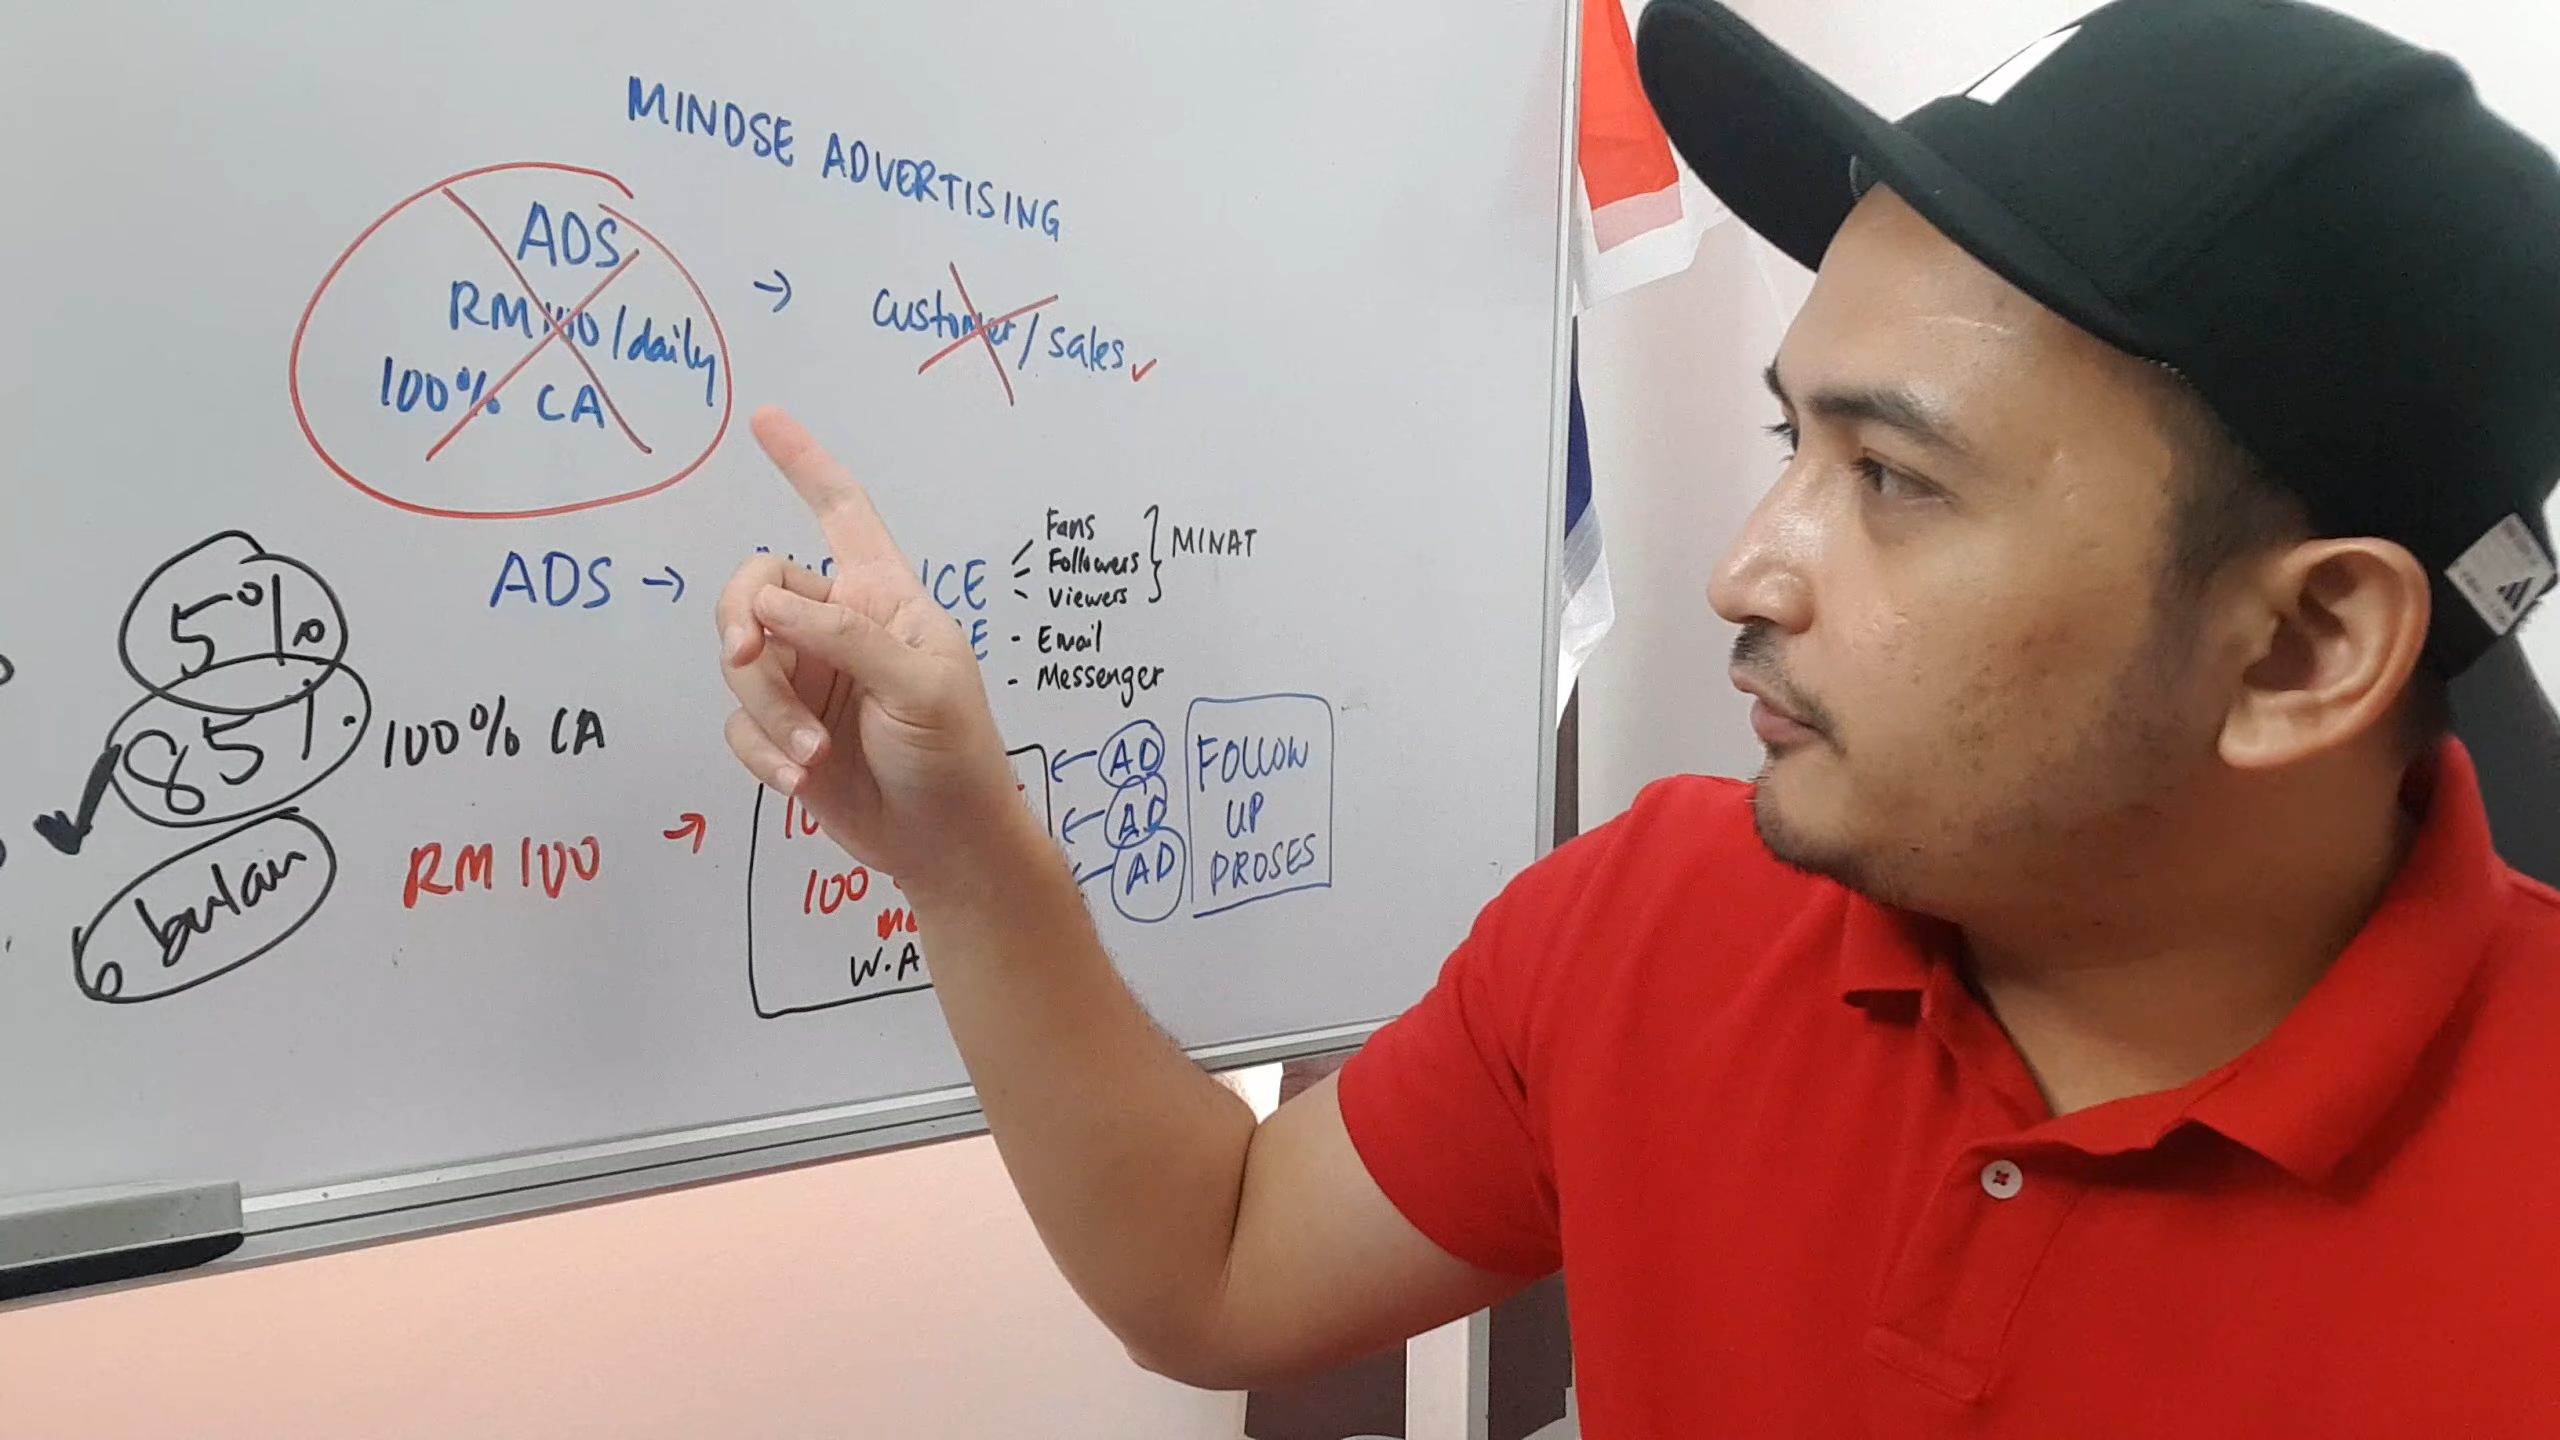 MINDSE ADVERTISING
ADS
RM100/daily
100% CA
→ customer/sales ✓
ADS →
Fans
Followers
Viewers
MINAT
- Email
- Messenger
5%
85%.
6 bulan
100% CA
RM 100 →
100
W.A
AD
AD
AD
FOLLOW
UP
PROSES